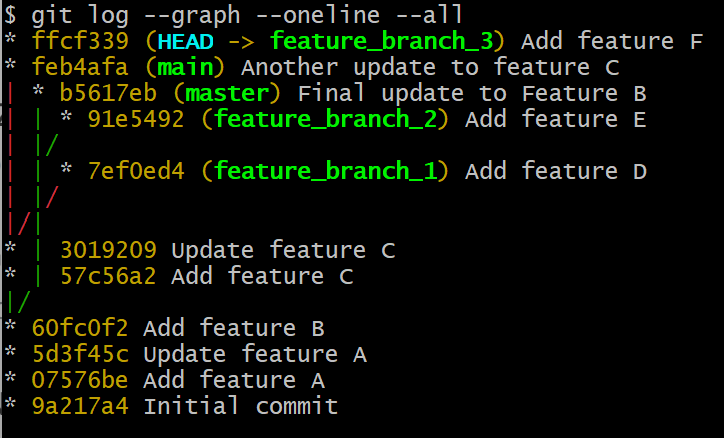 $ git log --graph --oneline --all
* ffcf339 (HEAD -> feature_branch_3) Add feature F
* feb4afa (main) Another update to feature C
| * b5617eb (master) Final update to Feature B
| | * 91e5492 (feature_branch_2) Add feature E
| |/
| | * 7ef0ed4 (feature_branch_1) Add feature D
| |/
|/|
* | 3019209 Update feature C
* | 57c56a2 Add feature C
|/
* 60fc0f2 Add feature B
* 5d3f45c Update feature A
* 07576be Add feature A
* 9a217a4 Initial commit